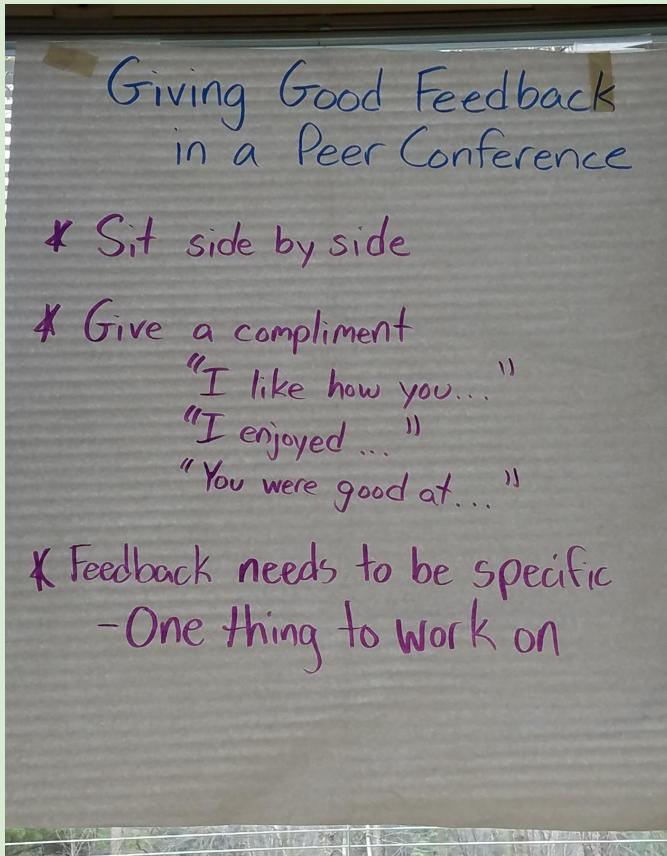 Giving Good Feedback
in a Peer Conference
* Sit side by side
* Give a compliment
"I like how you..."
"I enjoyed ..."
"You were good at..."
* Feedback needs to be specific
-One thing to work on